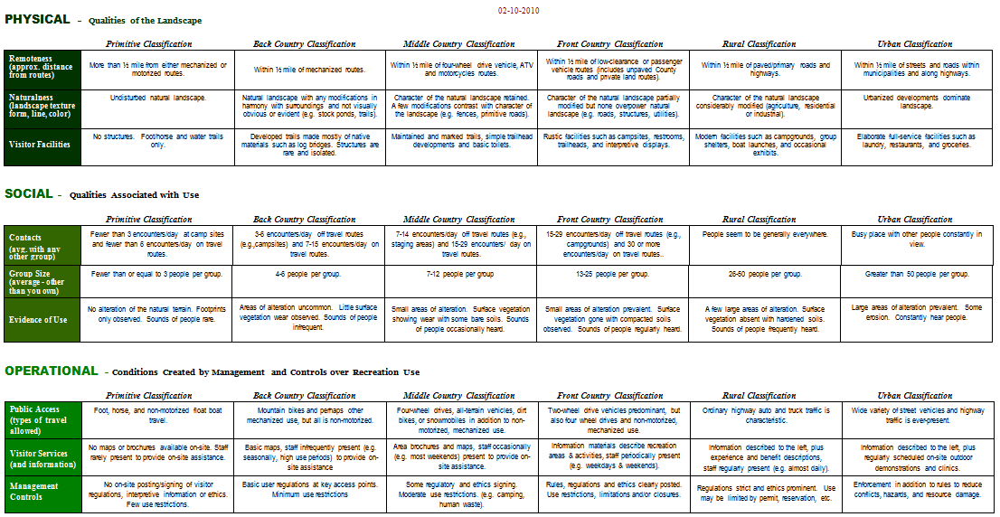 02-10-2010
PHYSICAL - Qualities of the Landscape
Primitive Classification
Back Country Classification
Middle Country Classification
Front Country Classification
Rural Classification
Urban Classification
Remoteness
(approx. distance
from routes)
More than ½ mile from either mechanized or
motorized routes.
Within ½ mile of mechanized routes.
Within ½ mile of four-wheel drive vehicle, ATV
and motorcycles routes.
Within ½ mile of low-clearance or passenger
vehicle routes (includes unpaved County
roads and private land routes).
Within ½ mile of paved/primary roads and
highways.
Within ½ mile of streets and roads within
municipalities and along highways.
Naturalness
(landscape texture
form, line, color)
Undisturbed natural landscape.
Natural landscape with any modifications in
harmony with surroundings and not visually
obvious or evident (e.g. stock ponds, trails).
Character of the natural landscape retained.
A few modifications contrast with character of
the landscape (e.g. fences, primitive roads).
Character of the natural landscape partially
modified but none overpower natural
landscape (e.g. roads, structures, utilities).
Character of the natural landscape
considerably modified (agriculture, residential
or industrial).
Urbanized developments dominate
landscape.
Visitor Facilities
No structures. Foot/horse and water trails
only.
Developed trails made mostly of native
materials such as log bridges. Structures are
rare and isolated.
Maintained and marked trails, simple trailhead
developments and basic toilets.
Rustic facilities such as campsites, restrooms,
trailheads, and interpretive displays.
Modern facilities such as campgrounds, group
shelters, boat launches, and occasional
exhibits.
Elaborate full-service facilities such as
laundry, restaurants, and groceries.
SOCIAL - Qualities Associated with Use
Primitive Classification
Back Country Classification
Middle Country Classification
Front Country Classification
Rural Classification
Urban Classification
Contacts
(avg. with any
other group)
Fewer than 3 encounters/day at camp sites
and fewer than 6 encounters/day on travel
routes.
3-6 encounters/day off travel routes
(e.g.,campsites) and 7-15 encounters/day on
travel routes.
7-14 encounters/day off travel routes (e.g.,
staging areas) and 15-29 encounters/ day on
travel routes.
15-29 encounters/day off travel routes (e.g.,
campgrounds) and 30 or more
encounters/day on travel routes..
People seem to be generally everywhere.
Busy place with other people constantly in
view.
Group Size
(average - other
than you own)
Fewer than or equal to 3 people per group.
4-6 people per group.
7-12 people per group
13-25 people per group.
26-50 people per group.
Greater than 50 people per group.
Evidence of Use
No alteration of the natural terrain. Footprints
only observed. Sounds of people rare.
Areas of alteration uncommon. Little surface
vegetation wear observed. Sounds of people
infrequent.
Small areas of alteration. Surface vegetation
showing wear with some bare soils. Sounds
of people occasionally heard.
Small areas of alteration prevalent. Surface
vegetation gone with compacted soils
observed. Sounds of people regularly heard.
A few large areas of alteration. Surface
vegetation absent with hardened soils.
Sounds of people frequently heard.
Large areas of alteration prevalent. Some
erosion. Constantly hear people.
OPERATIONAL - Conditions Created by Management and Controls over Recreation Use
Primitive Classification
Back Country Classification
Middle Country Classification
Front Country Classification
Rural Classification
Urban Classification
Public Access
(types of travel
allowed)
Foot, horse, and non-motorized float boat
travel.
Mountain bikes and perhaps other
mechanized use, but all is non-motorized.
Four-wheel drives, all-terrain vehicles, dirt
bikes, or snowmobiles in addition to non-
motorized, mechanized use.
Two-wheel drive vehicles predominant, but
also four wheel drives and non-motorized,
mechanized use.
Ordinary highway auto and truck traffic is
characteristic.
Wide variety of street vehicles and highway
traffic is ever-present.
Visitor Services
(and information)
No maps or brochures available on-site. Staff
rarely present to provide on-site assistance.
Basic maps, staff infrequently present (e.g.
seasonally, high use periods) to provide on-
site assistance
Area brochures and maps, staff occasionally
(e.g. most weekends) present to provide on-
site assistance.
Information materials describe recreation
areas & activities, staff periodically present
(e.g. weekdays & weekends).
Information described to the left, plus
experience and benefit descriptions,
staff regularly present (e.g. almost daily).
Information described to the left, plus
regularly scheduled on-site outdoor
demonstrations and clinics.
Management
Controls
No on-site posting/signing of visitor
regulations, interpretive information or ethics.
Few use restrictions.
Basic user regulations at key access points.
Minimum use restrictions
Some regulatory and ethics signing.
Moderate use restrictions. (e.g. camping,
human waste).
Rules, regulations and ethics clearly posted.
Use restrictions, limitations and/or closures.
Regulations strict and ethics prominent. Use
may be limited by permit, reservation, etc.
Enforcement in addition to rules to reduce
conflicts, hazards, and resource damage.